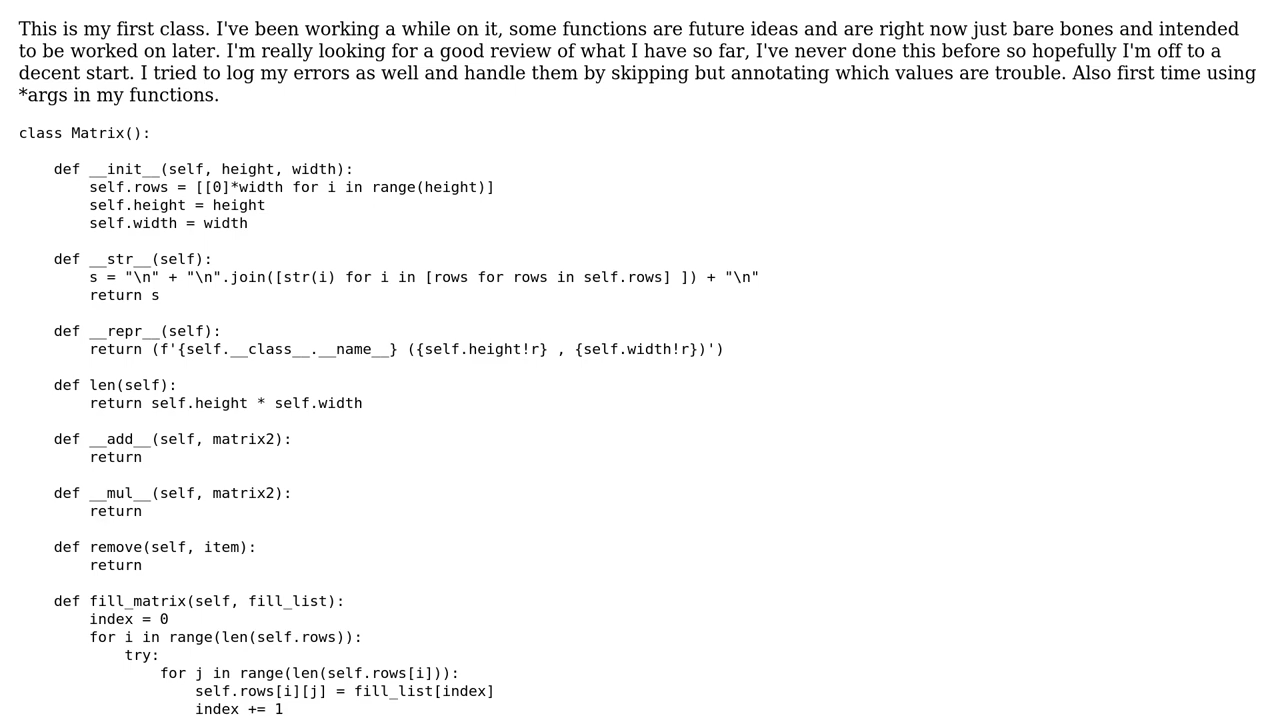 This is my first class. I've been working a while on it, some functions are future ideas and are right now just bare bones and intended
to be worked on later. I'm really looking for a good review of what I have so far, I've never done this before so hopefully I'm off to a
decent start. I tried to log my errors as well and handle them by skipping but annotating which values are trouble. Also first time using
*args in my functions.
class Matrix():
    def __init__(self, height, width):
        self.rows = [[0]*width for i in range(height)]
        self.height = height
        self.width = width
    def __str__(self):
        s = "\n" + "\n".join([str(i) for i in [rows for rows in self.rows] ]) + "\n"
        return s
    def __repr__(self):
        return (f'{self.__class__.__name__} ({self.height!r} , {self.width!r})')
    def len(self):
        return self.height * self.width
    def __add__(self, matrix2):
        return
    def __mul__(self, matrix2):
        return
    def remove(self, item):
        return
    def fill_matrix(self, fill_list):
        index = 0
        for i in range(len(self.rows)):
            try:
                for j in range(len(self.rows[i])):
                    self.rows[i][j] = fill_list[index]
                    index += 1